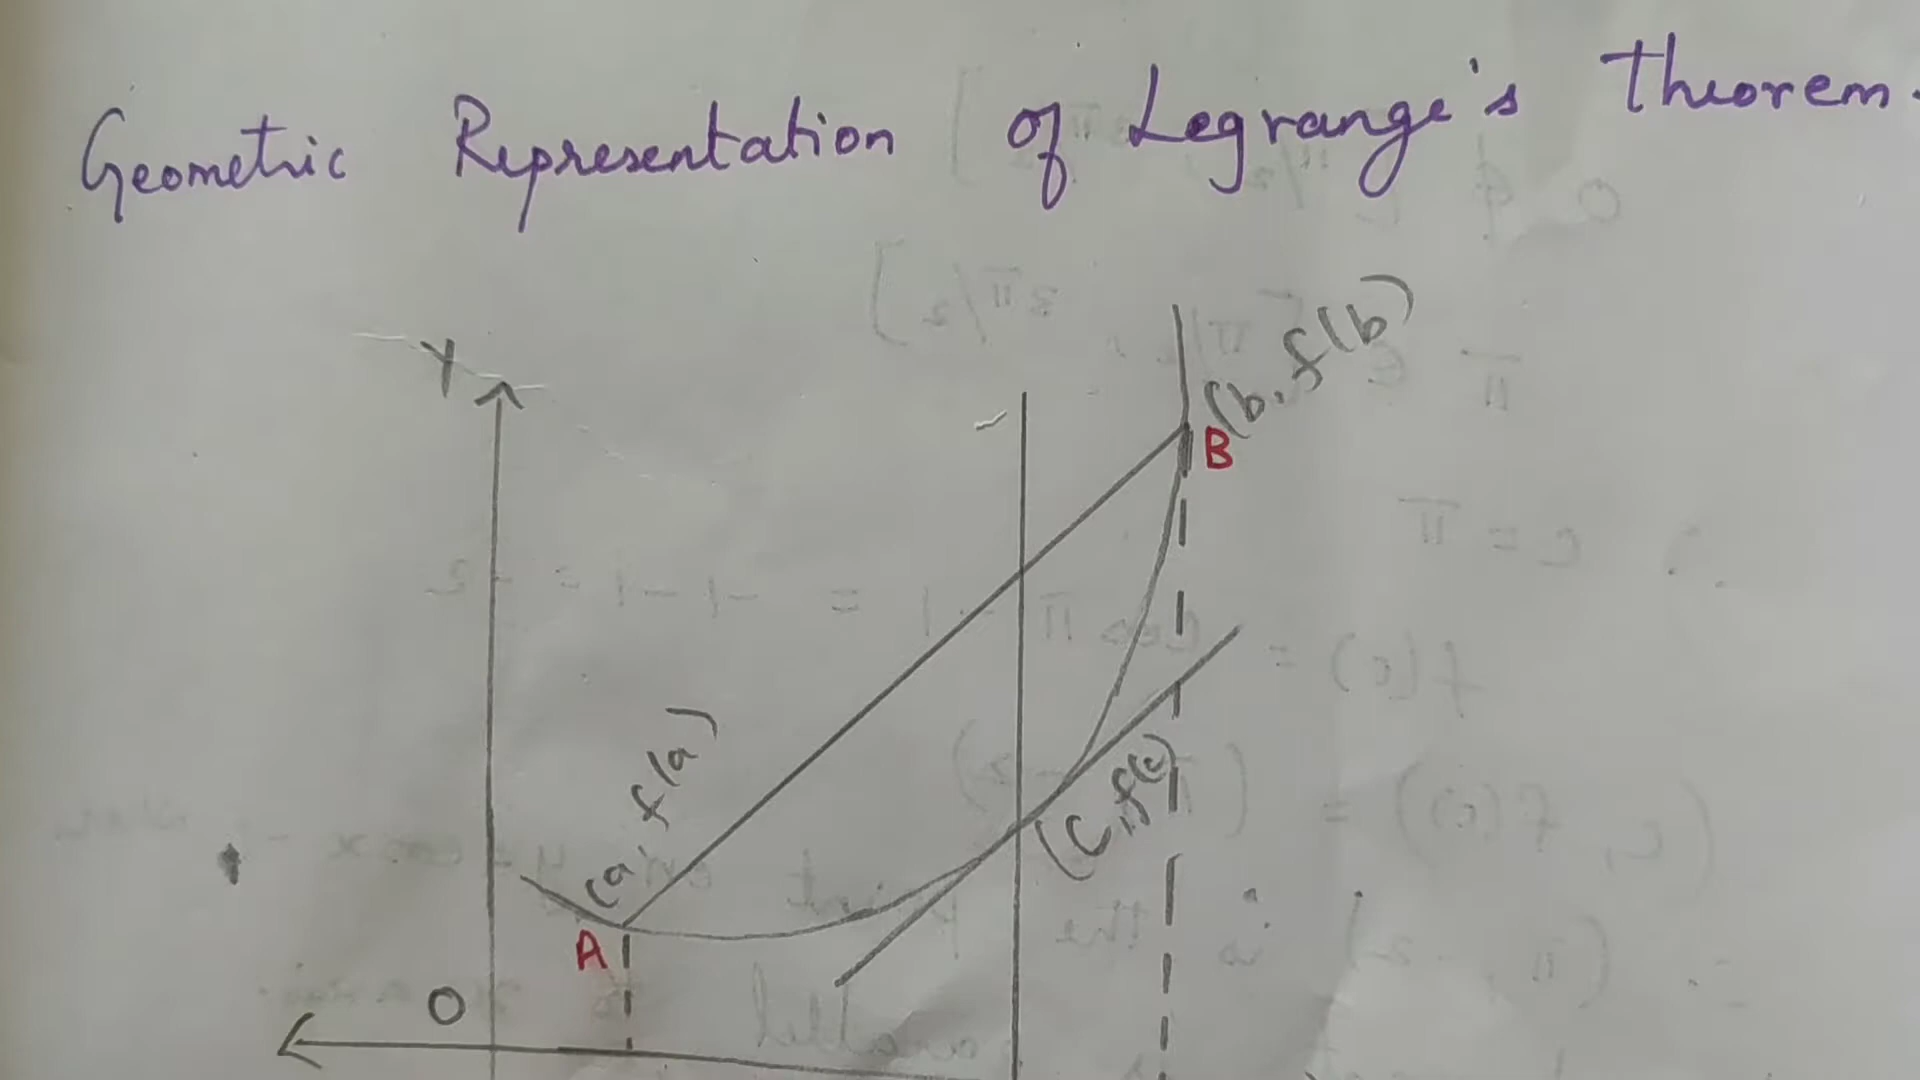 Geometric Representation of Legrange's Theorem.
Y
(b, f(b)
B
(a, f(a)
(C, f(c)
A
O